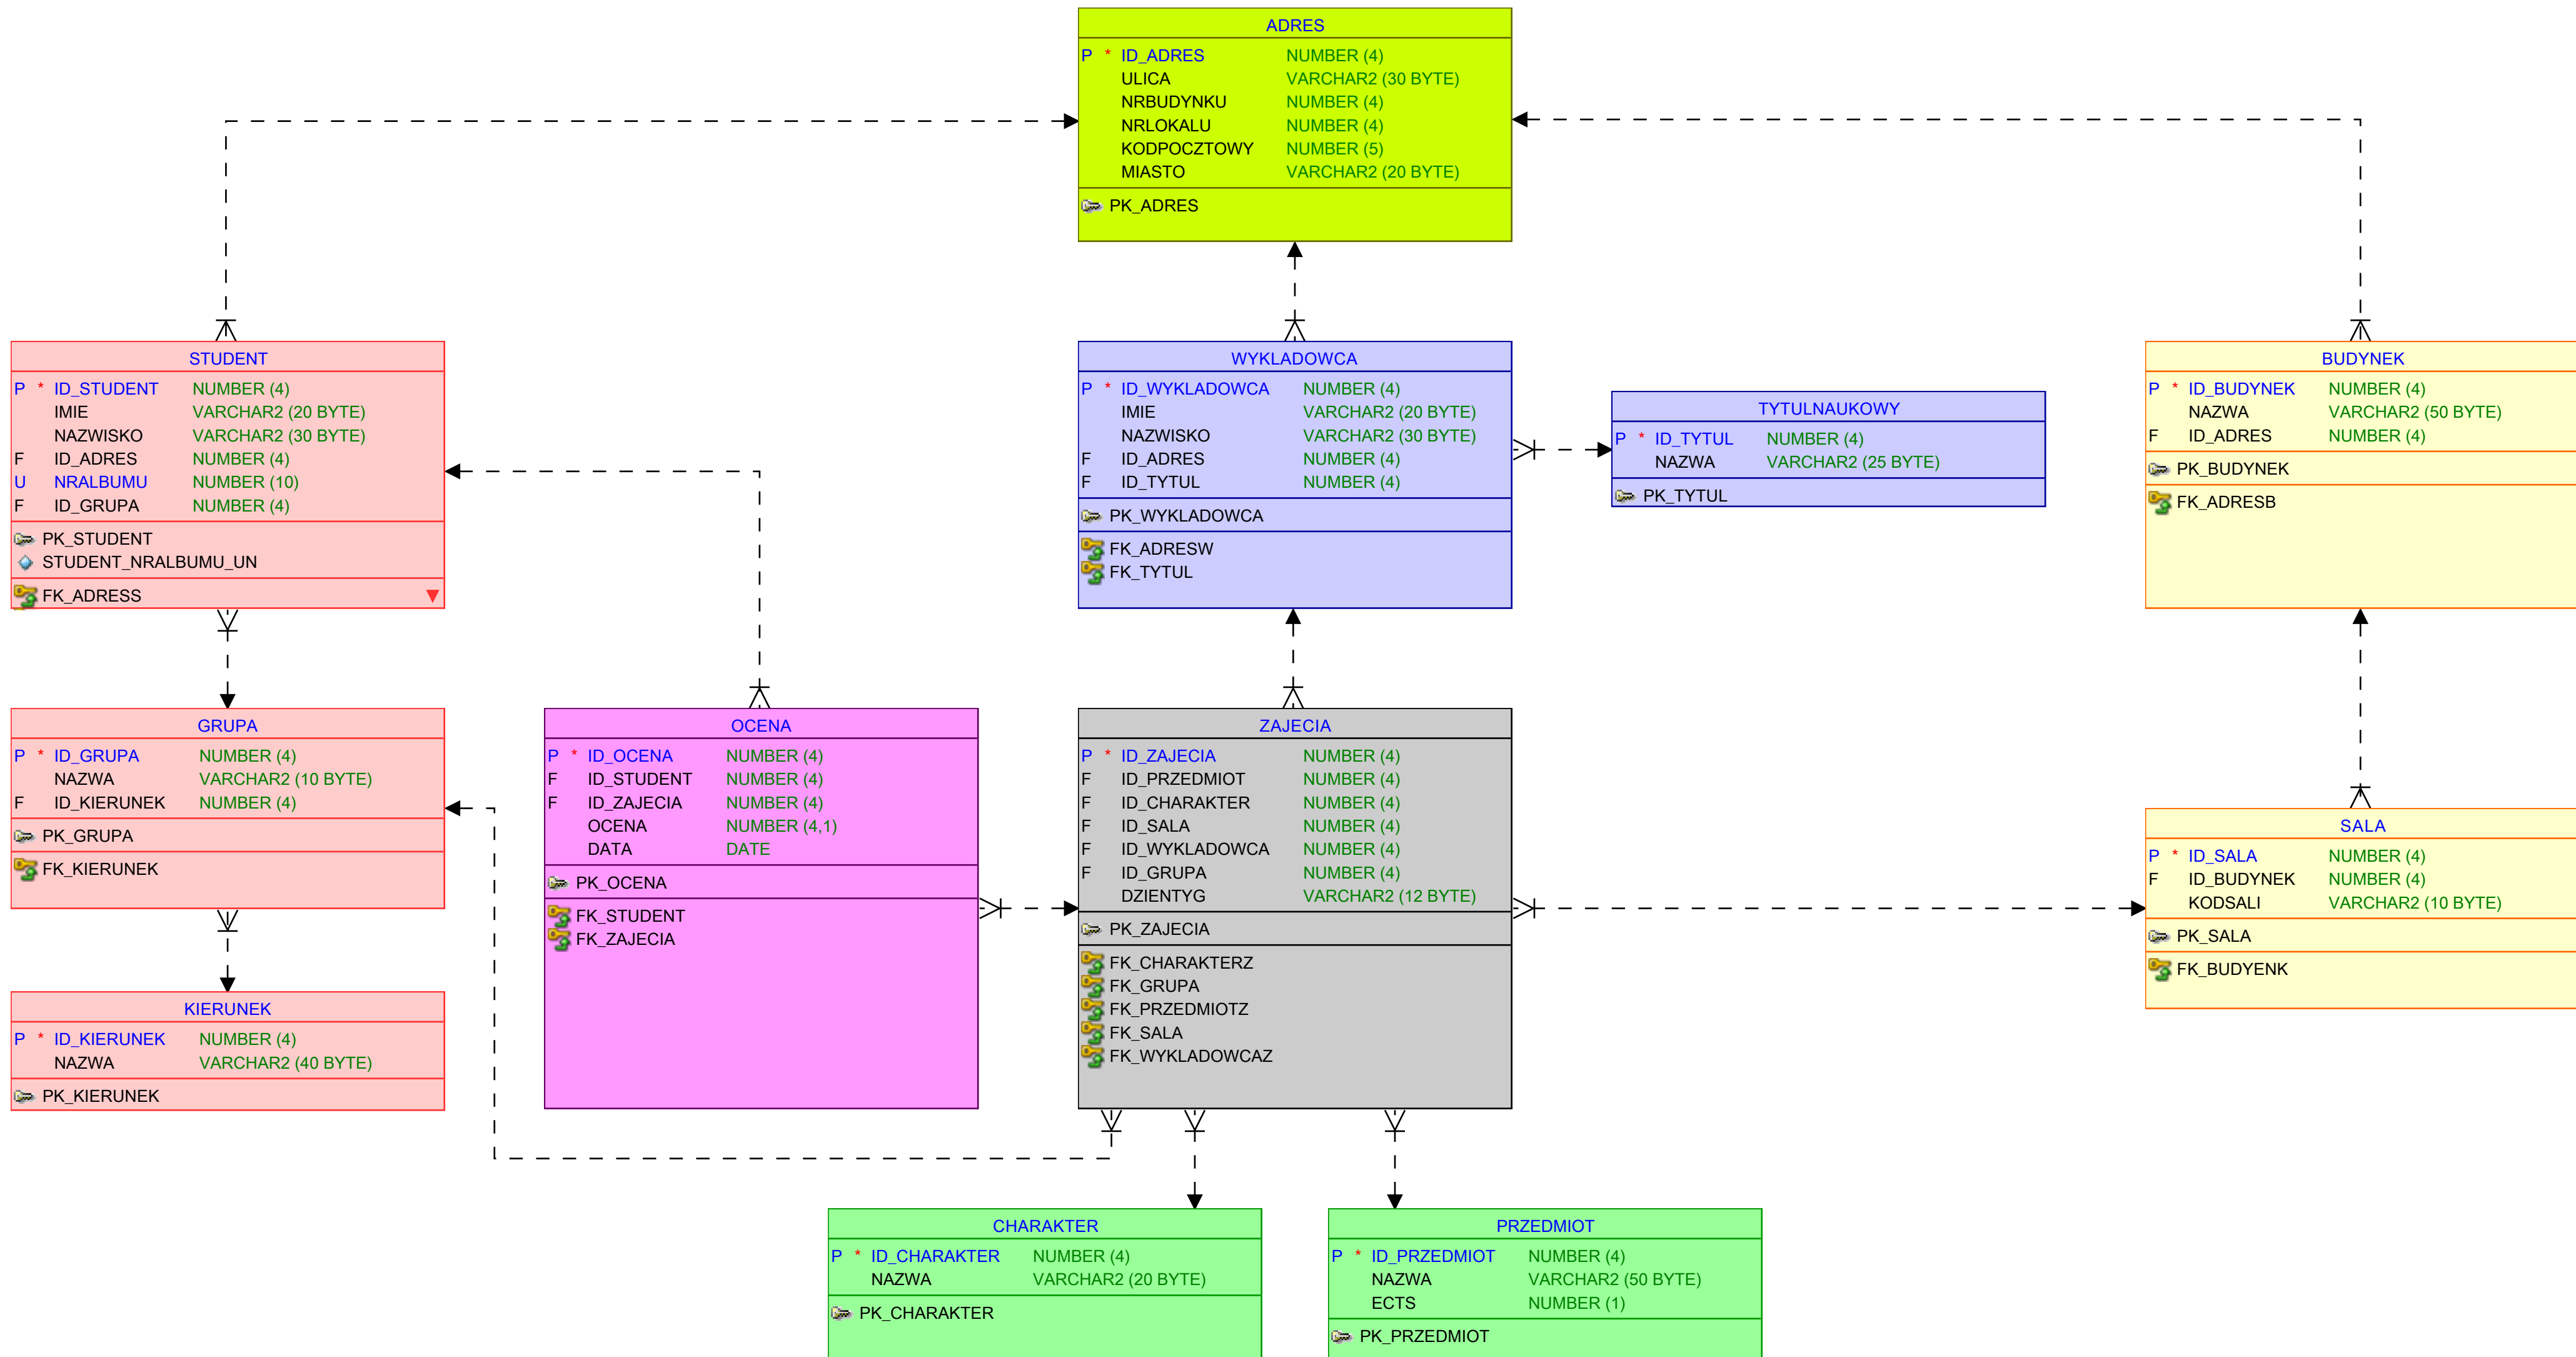 ADRES
P * ID_ADRES NUMBER (4)
ULICA VARCHAR2 (30 BYTE)
NRBUDYNKU NUMBER (4)
NRLOKALU NUMBER (4)
KODPOCZTOWY NUMBER (5)
MIASTO VARCHAR2 (20 BYTE)
PK_ADRES
STUDENT
P * ID_STUDENT NUMBER (4)
IMIE VARCHAR2 (20 BYTE)
NAZWISKO VARCHAR2 (30 BYTE)
F ID_ADRES NUMBER (4)
U NRALBUMU NUMBER (10)
F ID_GRUPA NUMBER (4)
PK_STUDENT
STUDENT_NRALBUMU_UN
FK_ADRESS
WYKLADOWCA
P * ID_WYKLADOWCA NUMBER (4)
IMIE VARCHAR2 (20 BYTE)
NAZWISKO VARCHAR2 (30 BYTE)
F ID_ADRES NUMBER (4)
F ID_TYTUL NUMBER (4)
PK_WYKLADOWCA
FK_ADRESW
FK_TYTUL
TYTULNAUKOWY
P * ID_TYTUL NUMBER (4)
NAZWA VARCHAR2 (25 BYTE)
PK_TYTUL
BUDYNEK
P * ID_BUDYNEK NUMBER (4)
NAZWA VARCHAR2 (50 BYTE)
F ID_ADRES NUMBER (4)
PK_BUDYNEK
FK_ADRESB
GRUPA
P * ID_GRUPA NUMBER (4)
NAZWA VARCHAR2 (10 BYTE)
F ID_KIERUNEK NUMBER (4)
PK_GRUPA
FK_KIERUNEK
OCENA
P * ID_OCENA NUMBER (4)
F ID_STUDENT NUMBER (4)
F ID_ZAJECIA NUMBER (4)
OCENA NUMBER (4,1)
DATA DATE
PK_OCENA
FK_STUDENT
FK_ZAJECIA
ZAJECIA
P * ID_ZAJECIA NUMBER (4)
F ID_PRZEDMIOT NUMBER (4)
F ID_CHARAKTER NUMBER (4)
F ID_SALA NUMBER (4)
F ID_WYKLADOWCA NUMBER (4)
F ID_GRUPA NUMBER (4)
DZIENTYG VARCHAR2 (12 BYTE)
PK_ZAJECIA
FK_CHARAKTERZ
FK_GRUPA
FK_PRZEDMIOTZ
FK_SALA
FK_WYKLADOWCAZ
SALA
P * ID_SALA NUMBER (4)
F ID_BUDYNEK NUMBER (4)
KODSALI VARCHAR2 (10 BYTE)
PK_SALA
FK_BUDYENK
KIERUNEK
P * ID_KIERUNEK NUMBER (4)
NAZWA VARCHAR2 (40 BYTE)
PK_KIERUNEK
CHARAKTER
P * ID_CHARAKTER NUMBER (4)
NAZWA VARCHAR2 (20 BYTE)
PK_CHARAKTER
PRZEDMIOT
P * ID_PRZEDMIOT NUMBER (4)
NAZWA VARCHAR2 (50 BYTE)
ECTS NUMBER (1)
PK_PRZEDMIOT